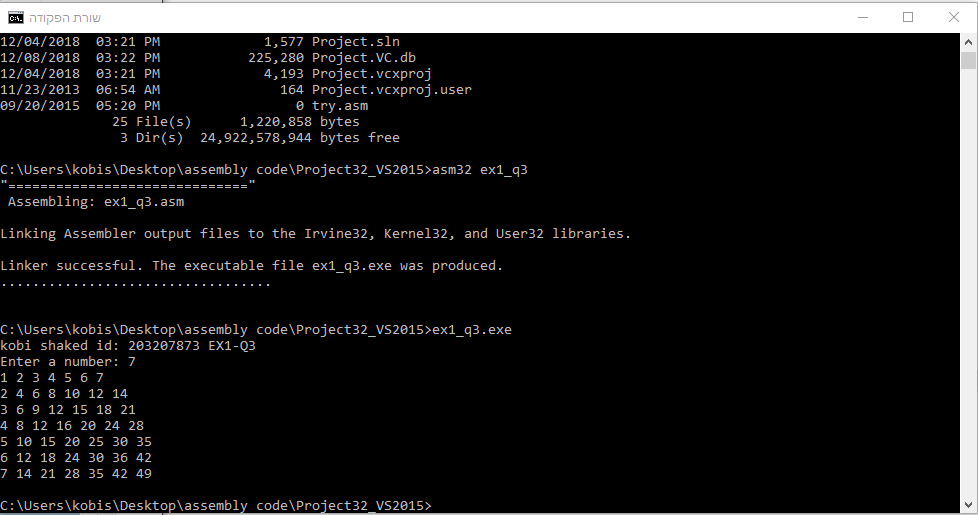 שורת הפקודה
12/04/2018  03:21 PM             1,577 Project.sln
12/08/2018  03:22 PM           225,280 Project.VC.db
12/04/2018  03:21 PM             4,193 Project.vcxproj
11/23/2013  06:54 AM               164 Project.vcxproj.user
09/20/2015  05:20 PM                 0 try.asm
              25 File(s)      1,220,858 bytes
               3 Dir(s)  24,922,578,944 bytes free
C:\Users\kobis\Desktop\assembly code\Project32_VS2015>asm32 ex1_q3
"=============================="
 Assembling: ex1_q3.asm
Linking Assembler output files to the Irvine32, Kernel32, and User32 libraries.
Linker successful. The executable file ex1_q3.exe was produced.
..................................
C:\Users\kobis\Desktop\assembly code\Project32_VS2015>ex1_q3.exe
kobi shaked id: 203207873 EX1-Q3
Enter a number: 7
1 2 3 4 5 6 7
2 4 6 8 10 12 14
3 6 9 12 15 18 21
4 8 12 16 20 24 28
5 10 15 20 25 30 35
6 12 18 24 30 36 42
7 14 21 28 35 42 49
C:\Users\kobis\Desktop\assembly code\Project32_VS2015>